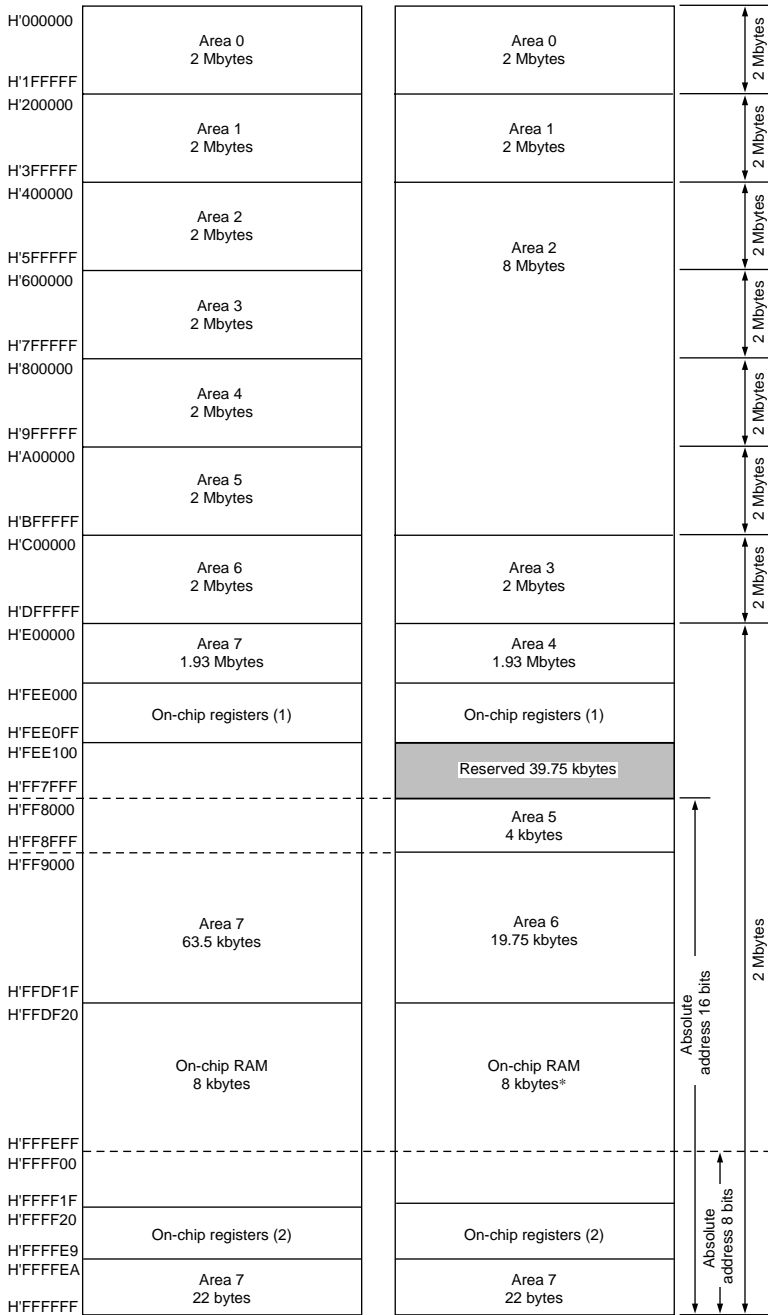 H'000000
H'1FFFFF
H'200000
H'3FFFFF
H'400000
H'5FFFFF
H'600000
H'7FFFFF
H'800000
H'9FFFFF
H'A00000
H'BFFFFF
H'C00000
H'DFFFFF
H'E00000
H'FEE000
H'FEE0FF
H'FEE100
H'FF7FFF
H'FF8000
H'FF8FFF
H'FF9000
H'FFDF1F
H'FFDF20
H'FFFEFF
H'FFFF00
H'FFFF1F
H'FFFF20
H'FFFFE9
H'FFFFEA
H'FFFFFF
Area 0
2 Mbytes
Area 1
2 Mbytes
Area 2
2 Mbytes
Area 3
2 Mbytes
Area 4
2 Mbytes
Area 5
2 Mbytes
Area 6
2 Mbytes
Area 7
1.93 Mbytes
On-chip registers (1)
Area 7
63.5 kbytes
On-chip RAM
8 kbytes
On-chip registers (2)
Area 7
22 bytes
Area 0
2 Mbytes
Area 1
2 Mbytes
Area 2
8 Mbytes
Area 3
2 Mbytes
Area 4
1.93 Mbytes
On-chip registers (1)
Reserved 39.75 kbytes
Area 5
4 kbytes
Area 6
19.75 kbytes
On-chip RAM
8 kbytes*
On-chip registers (2)
Area 7
22 bytes
2 Mbytes
2 Mbytes
2 Mbytes
2 Mbytes
2 Mbytes
2 Mbytes
2 Mbytes
2 Mbytes
Absolute
address 16 bits
Absolute
address 8 bits